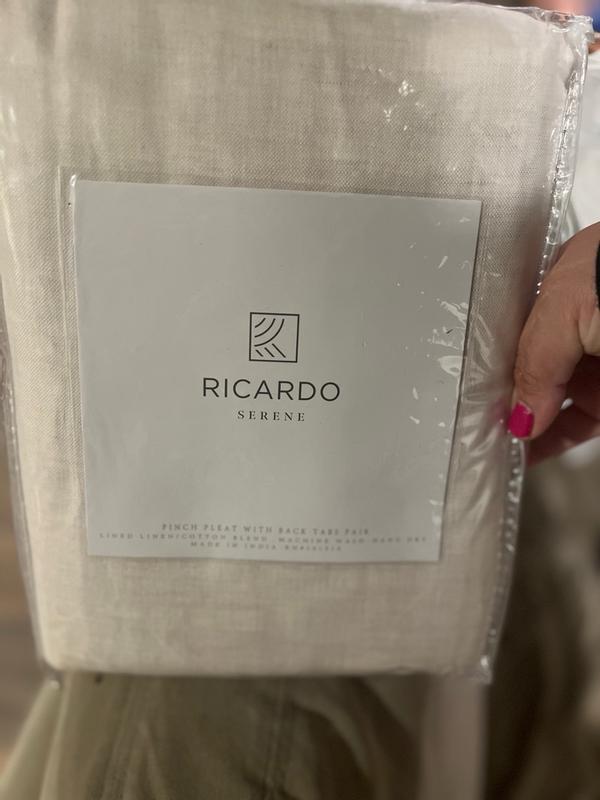 RICARDO
SERENE
PINCH PLEAT WITH BACK TABS PAIR
LINED LINEN/COTTON BLEND . MACHINE WASH HANG DRY
MADE IN INDIA